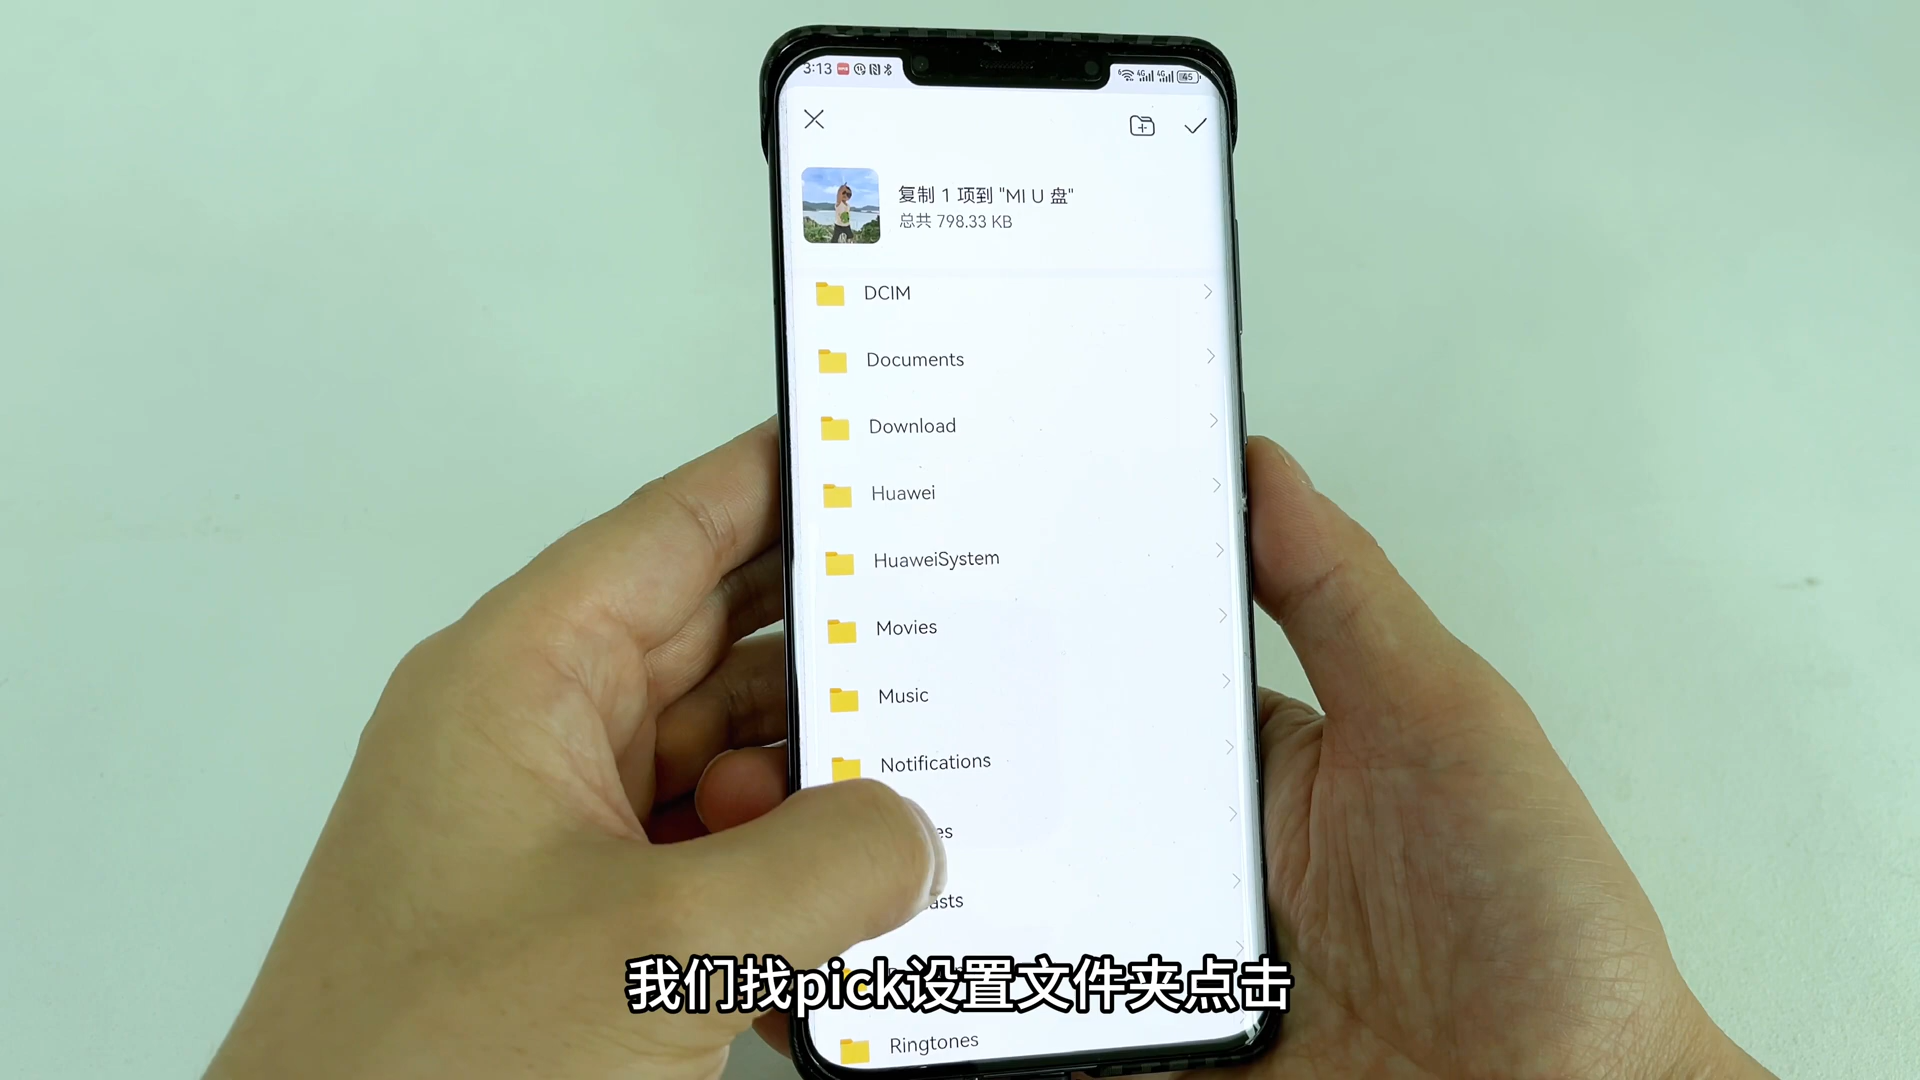 3:13
复制 1 项到 "MI U 盘"
总共 798.33 KB
DCIM
Documents
Download
Huawei
HuaweiSystem
Movies
Music
Notifications
es
asts
我们找pick设置文件夹点击
Ringtones